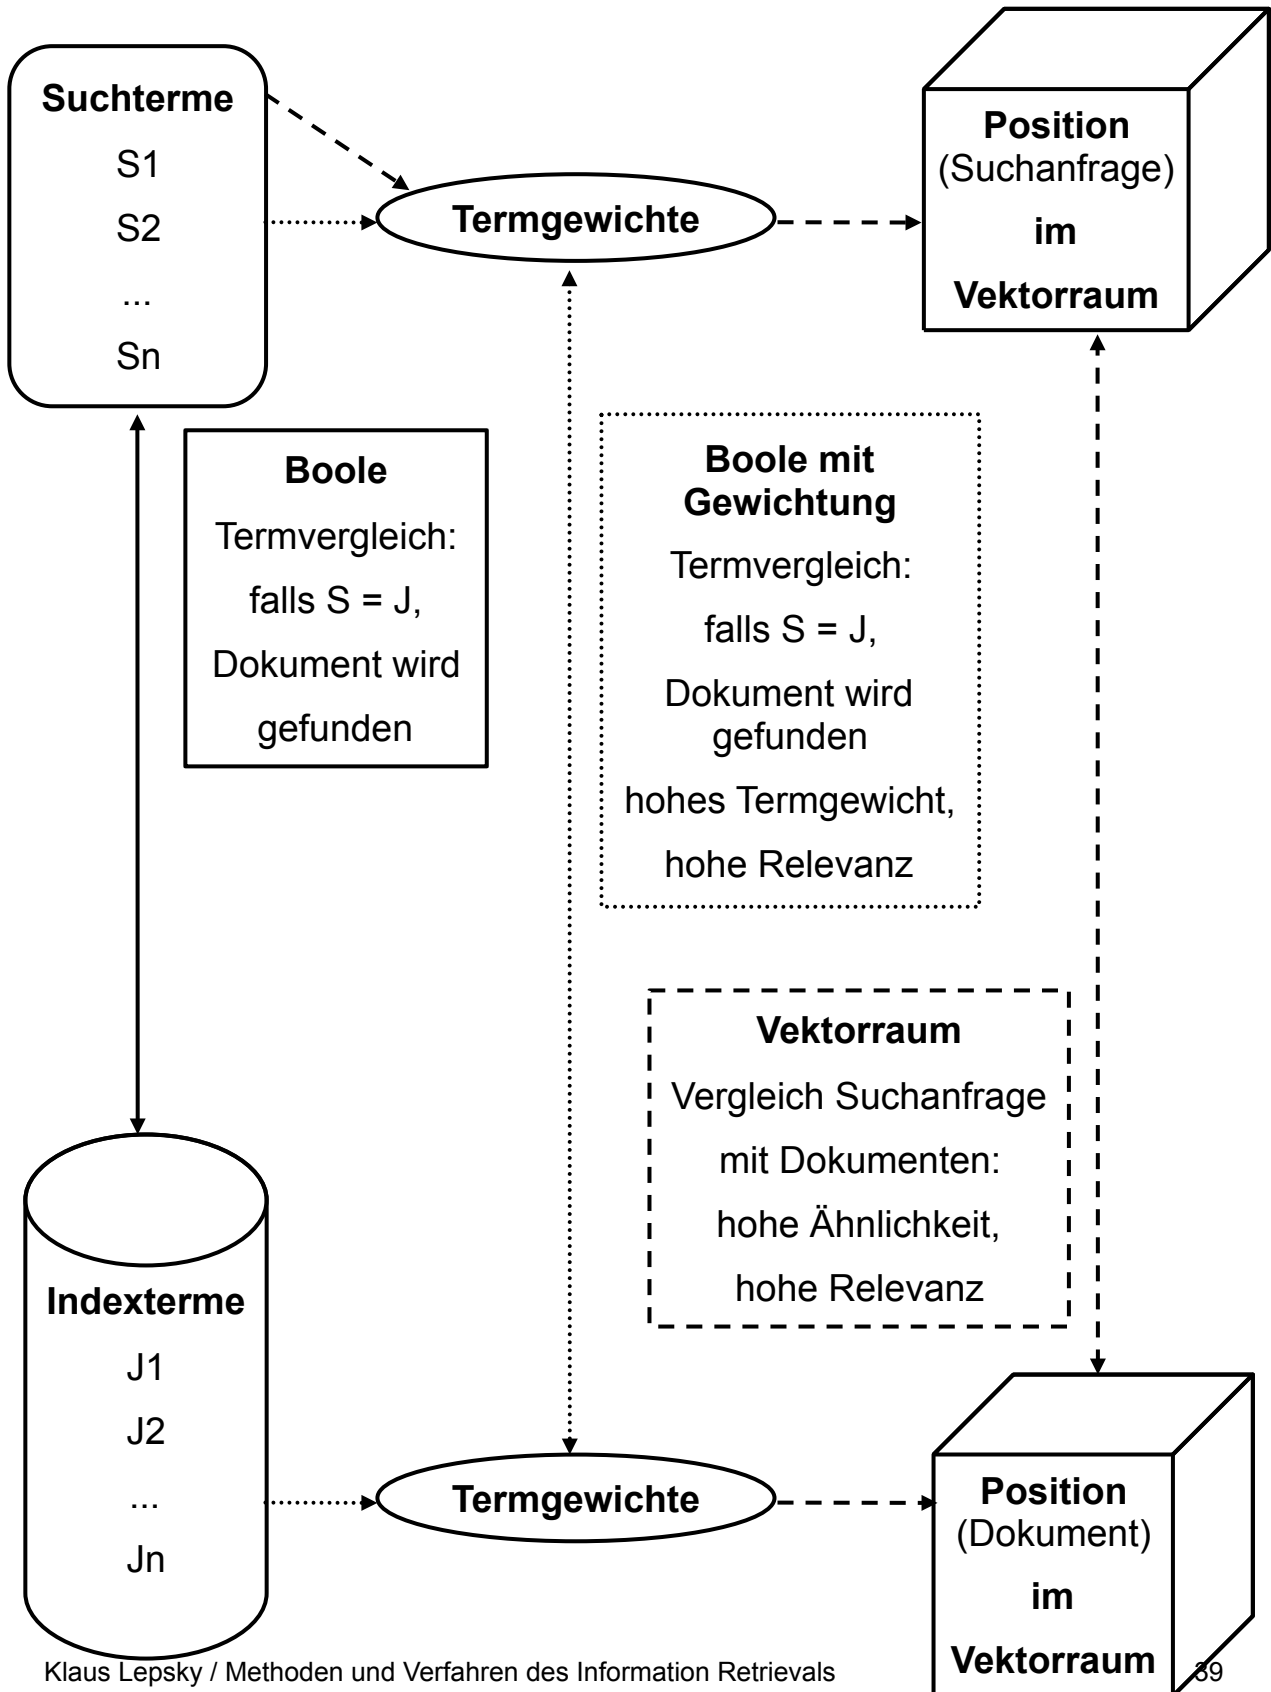 Suchterme
S1
S2
...
Sn
Termgewichte
Position
(Suchanfrage)
im
Vektorraum
Boole
Termvergleich:
falls S = J,
Dokument wird
gefunden
Boole mit
Gewichtung
Termvergleich:
falls S = J,
Dokument wird
gefunden
hohes Termgewicht,
hohe Relevanz
Vektorraum
Vergleich Suchanfrage
mit Dokumenten:
hohe Ähnlichkeit,
hohe Relevanz
Indexterme
J1
J2
...
Jn
Termgewichte
Position
(Dokument)
im
Vektorraum
Klaus Lepsky / Methoden und Verfahren des Information Retrievals
39